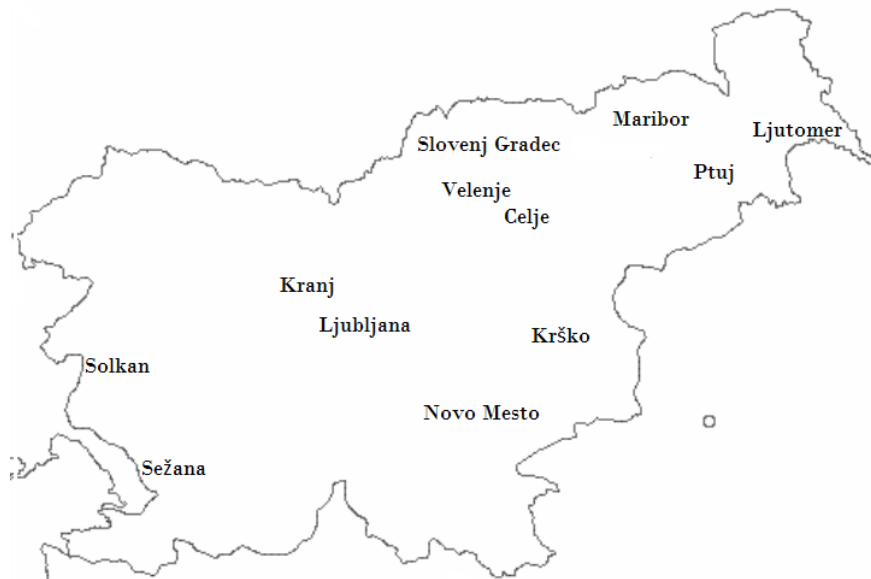 Maribor
Ljutomer
Slovenj Gradec
Ptuj
Velenje
Celje
Kranj
Ljubljana
Krško
Solkan
Novo Mesto
Sežana